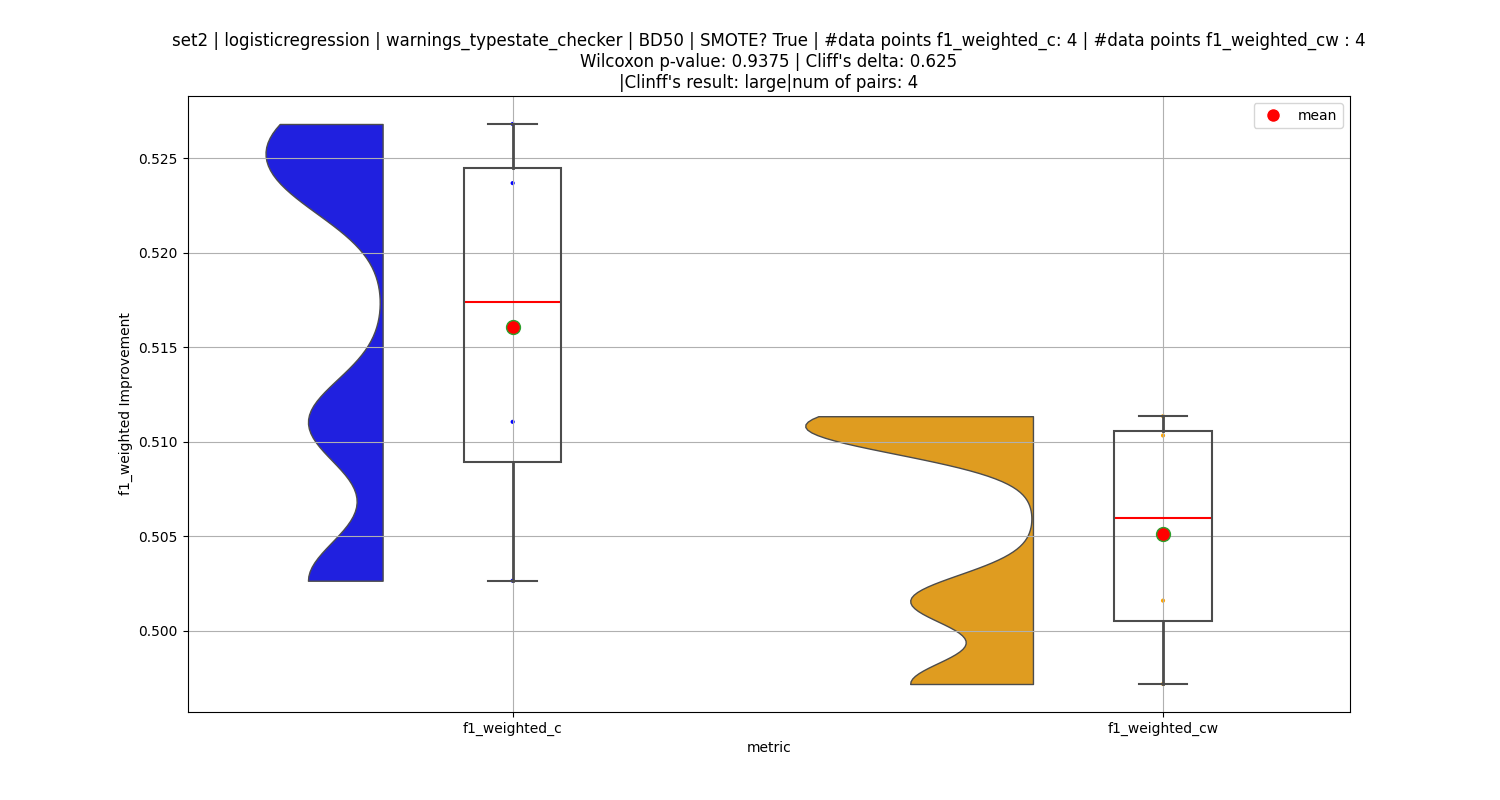 set2 | logisticregression | warnings_typestate_checker | BD50 | SMOTE? True | #data points f1_weighted_c: 4 | #data points f1_weighted_cw : 4
Wilcoxon p-value: 0.9375 | Cliff's delta: 0.625
|Clinff's result: large|num of pairs: 4
mean
0.525
0.520
0.515
0.510
0.505
0.500
f1_weighted Improvement
f1_weighted_c
f1_weighted_cw
metric